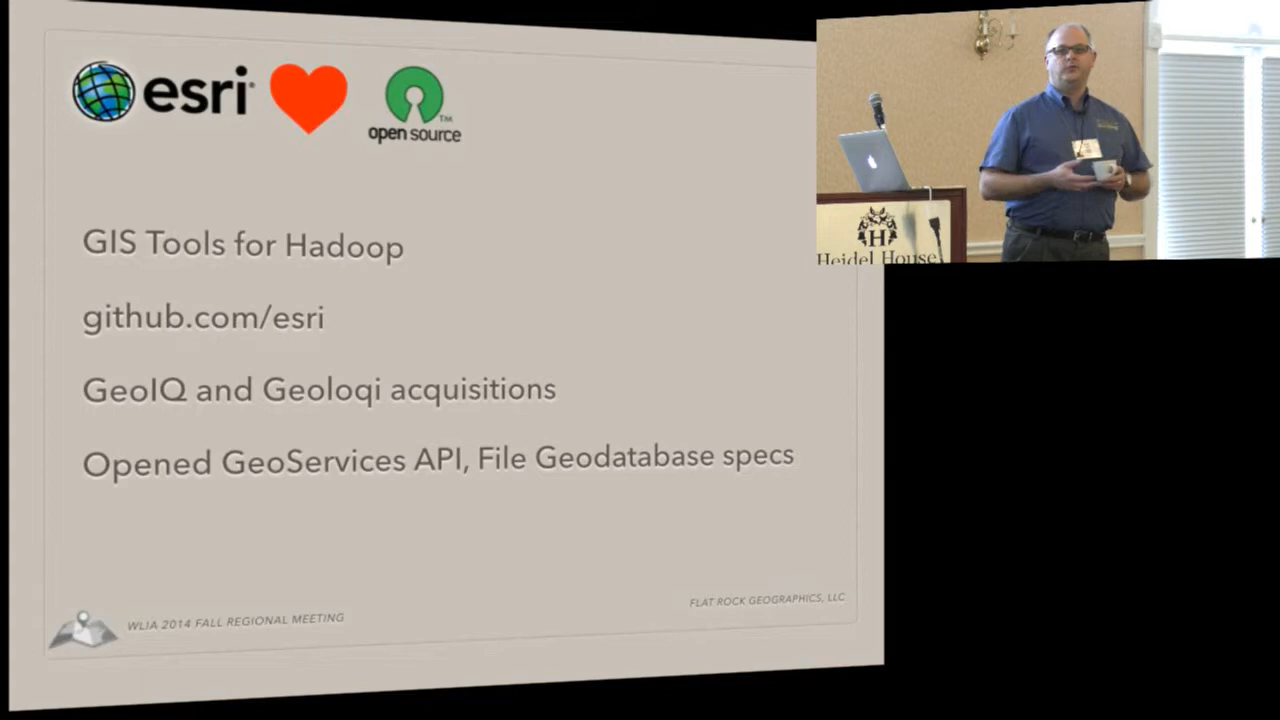 esri
open source
TM
GIS Tools for Hadoop
github.com/esri
GeoIQ and Geoloqi acquisitions
Opened GeoServices API, File Geodatabase specs
WLIA 2014 FALL REGIONAL MEETING
FLAT ROCK GEOGRAPHICS, LLC
H
Heidel House